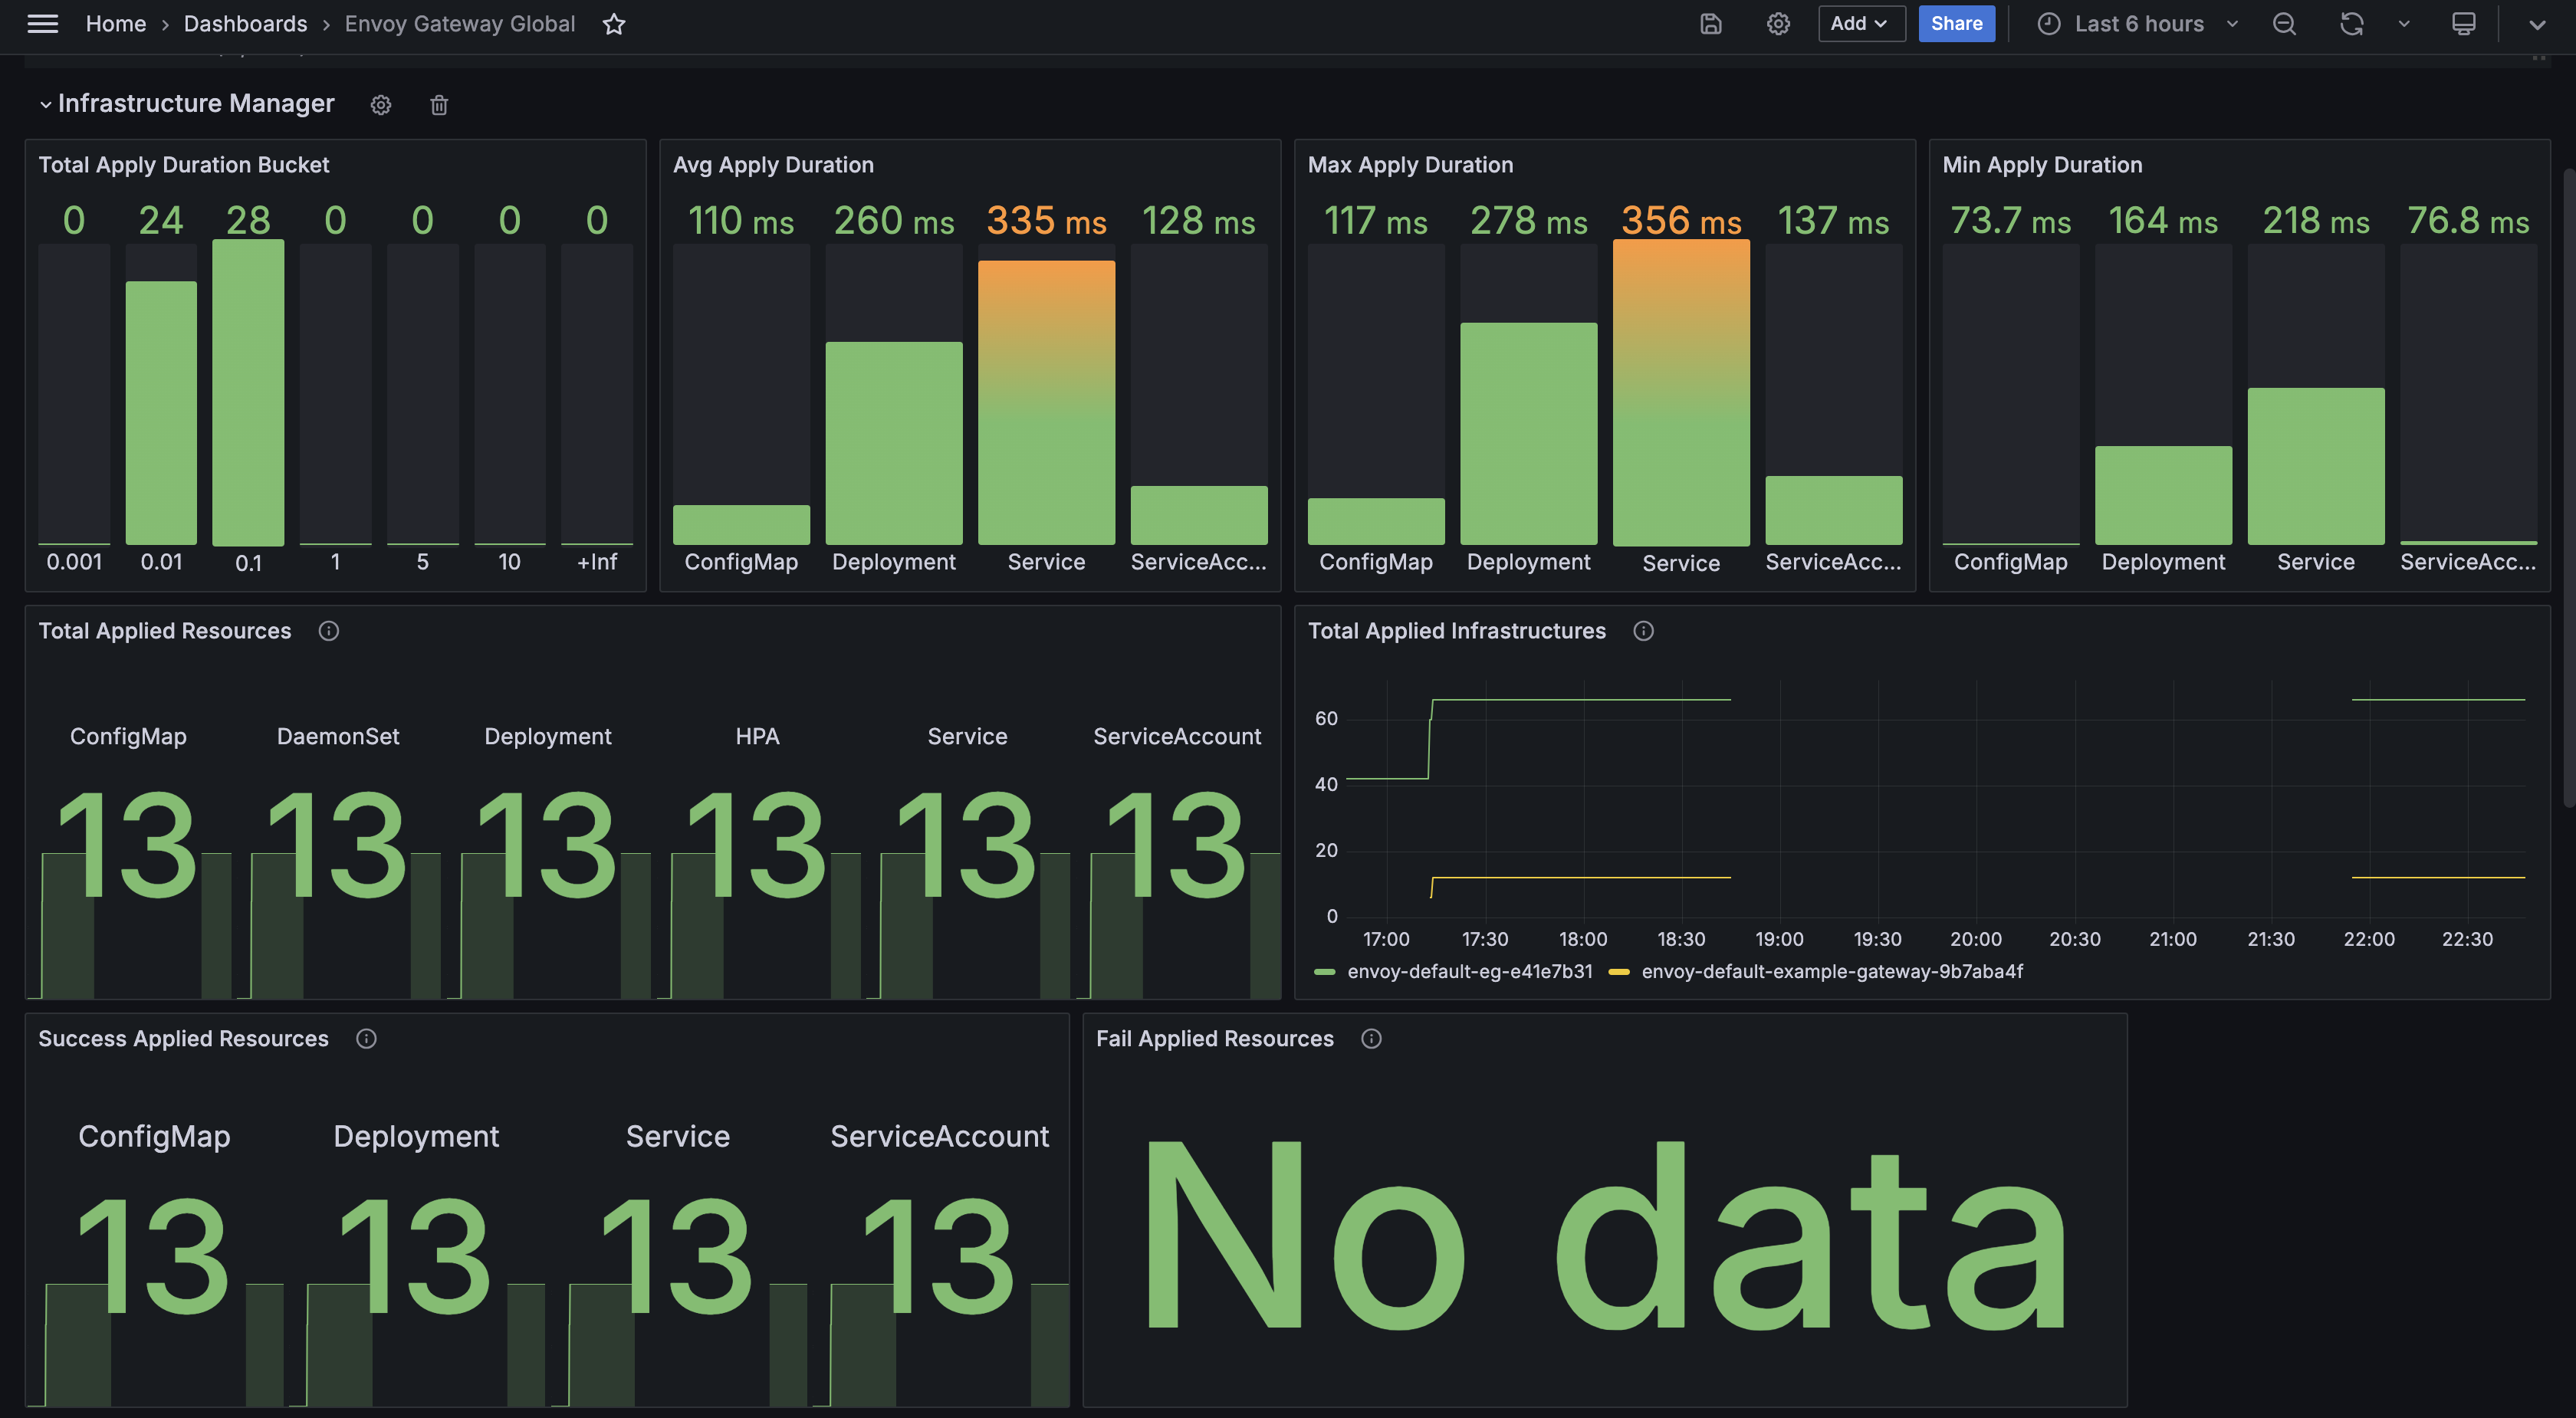 Home › Dashboards › Envoy Gateway Global
Add
Share
Last 6 hours
Infrastructure Manager
Total Apply Duration Bucket
0 24 28 0 0 0 0
0.001 0.01 0.1 1 5 10 +Inf
Avg Apply Duration
110 ms 260 ms 335 ms 128 ms
ConfigMap Deployment Service ServiceAcc...
Max Apply Duration
117 ms 278 ms 356 ms 137 ms
ConfigMap Deployment Service ServiceAcc...
Min Apply Duration
73.7 ms 164 ms 218 ms 76.8 ms
ConfigMap Deployment Service ServiceAcc...
Total Applied Resources
ConfigMap DaemonSet Deployment HPA Service ServiceAccount
13 13 13 13 13 13
Total Applied Infrastructures
60
40
20
0
17:00 17:30 18:00 18:30 19:00 19:30 20:00 20:30 21:00 21:30 22:00 22:30
envoy-default-eg-e41e7b31 envoy-default-example-gateway-9b7aba4f
Success Applied Resources
ConfigMap Deployment Service ServiceAccount
13 13 13 13
Fail Applied Resources
No data